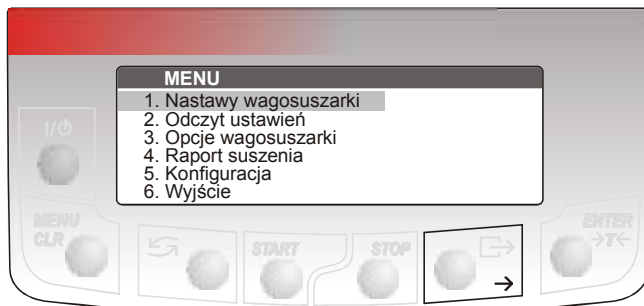 MENU
1. Nastawy wagosuszarki
2. Odczyt ustawień
3. Opcje wagosuszarki
4. Raport suszenia
5. Konfiguracja
6. Wyjście
I/⏻
MENU
CLR
START
STOP
→
ENTER
→T←